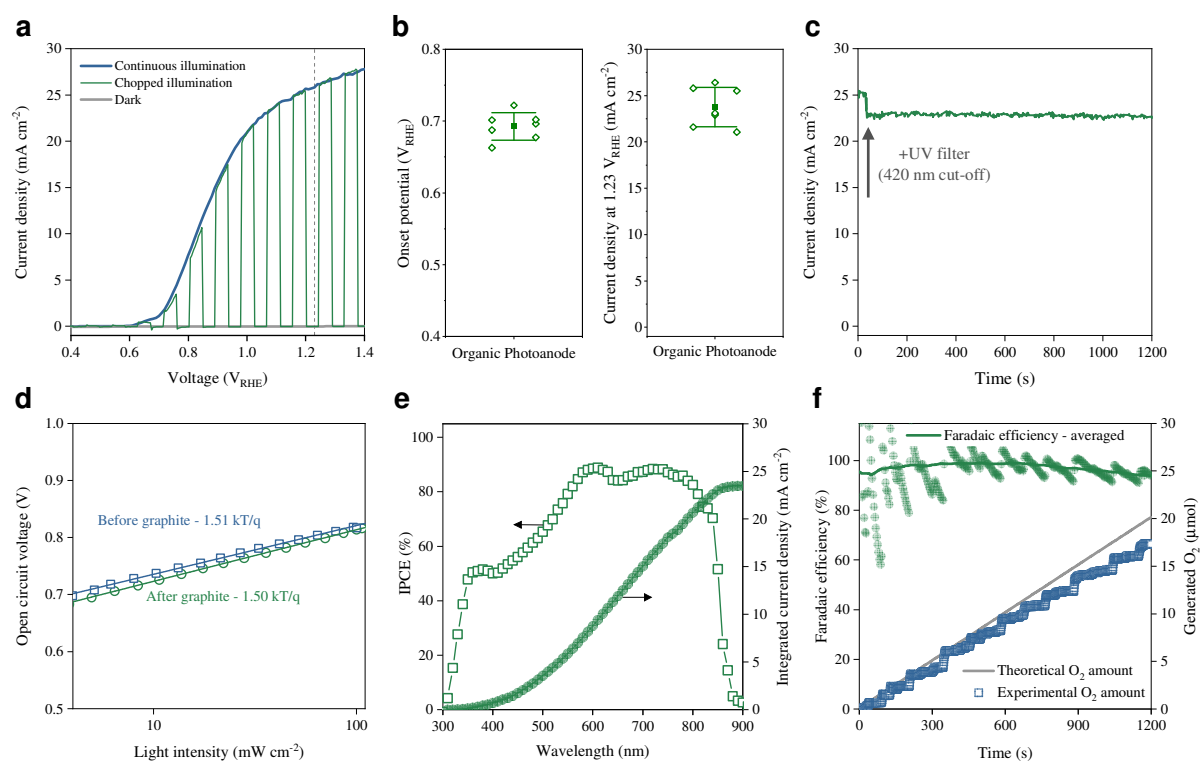 a
30
25
20
15
10
5
0
Current density (mA cm-2)
Continuous illumination
Chopped illumination
Dark
0.4 0.6 0.8 1.0 1.2 1.4
Voltage (VRHE)
b
0.8
0.7
0.6
0.5
0.4
Onset potential (VRHE)
Organic Photoanode
30
25
20
15
10
5
0
Current density at 1.23 VRHE (mA cm-2)
Organic Photoanode
c
30
25
20
15
10
5
0
Current density (mA cm-2)
+UV filter
(420 nm cut-off)
0 200 400 600 800 1000 1200
Time (s)
d
1.0
0.9
0.8
0.7
0.6
0.5
Open circuit voltage (V)
Before graphite - 1.51 kT/q
After graphite - 1.50 kT/q
10 100
Light intensity (mW cm-2)
e
100
80
60
40
20
0
IPCE (%)
30
25
20
15
10
5
0
Integrated current density (mA cm-2)
300 400 500 600 700 800 900
Wavelength (nm)
f
100
80
60
40
20
0
Faradaic efficiency (%)
Faradaic efficiency - averaged
Theoretical O2 amount
Experimental O2 amount
30
25
20
15
10
5
0
Generated O2 (μmol)
0 300 600 900 1200
Time (s)